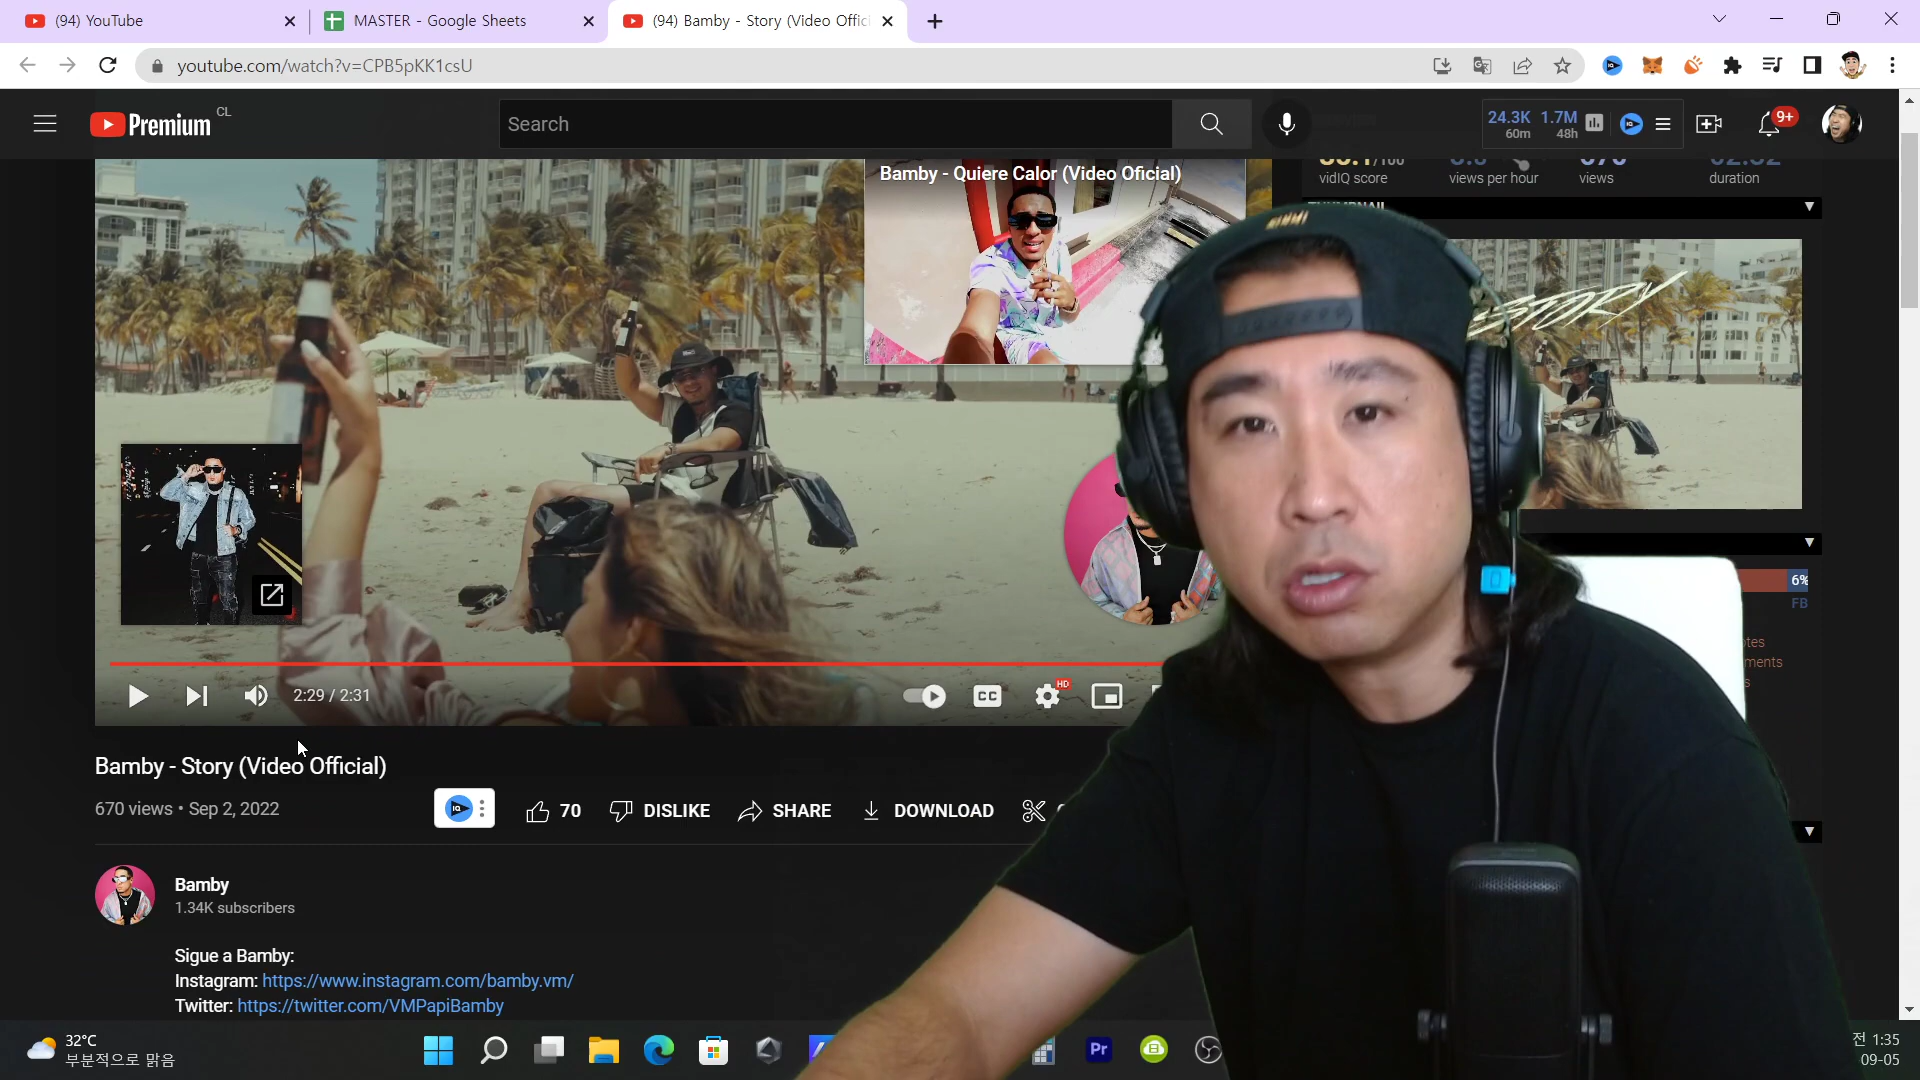 (94) YouTube
MASTER - Google Sheets
(94) Bamby - Story (Video Offic
youtube.com/watch?v=CPB5pKK1csU
Premium
CL
Search
24.3K 1.7M
60m 48h
9+
Bamby - Quiere Calor (Video Oficial)
vidIQ score
views per hour
views
duration
STORY
6%
FB
HD
CC
2:29 / 2:31
Bamby - Story (Video Official)
670 views • Sep 2, 2022
70
DISLIKE
SHARE
DOWNLOAD
Bamby
1.34K subscribers
Sigue a Bamby:
Instagram: https://www.instagram.com/bamby.vm/
Twitter: https://twitter.com/VMPapiBamby
32°C
부분적으로 맑음
Pr
전 1:35
09-05